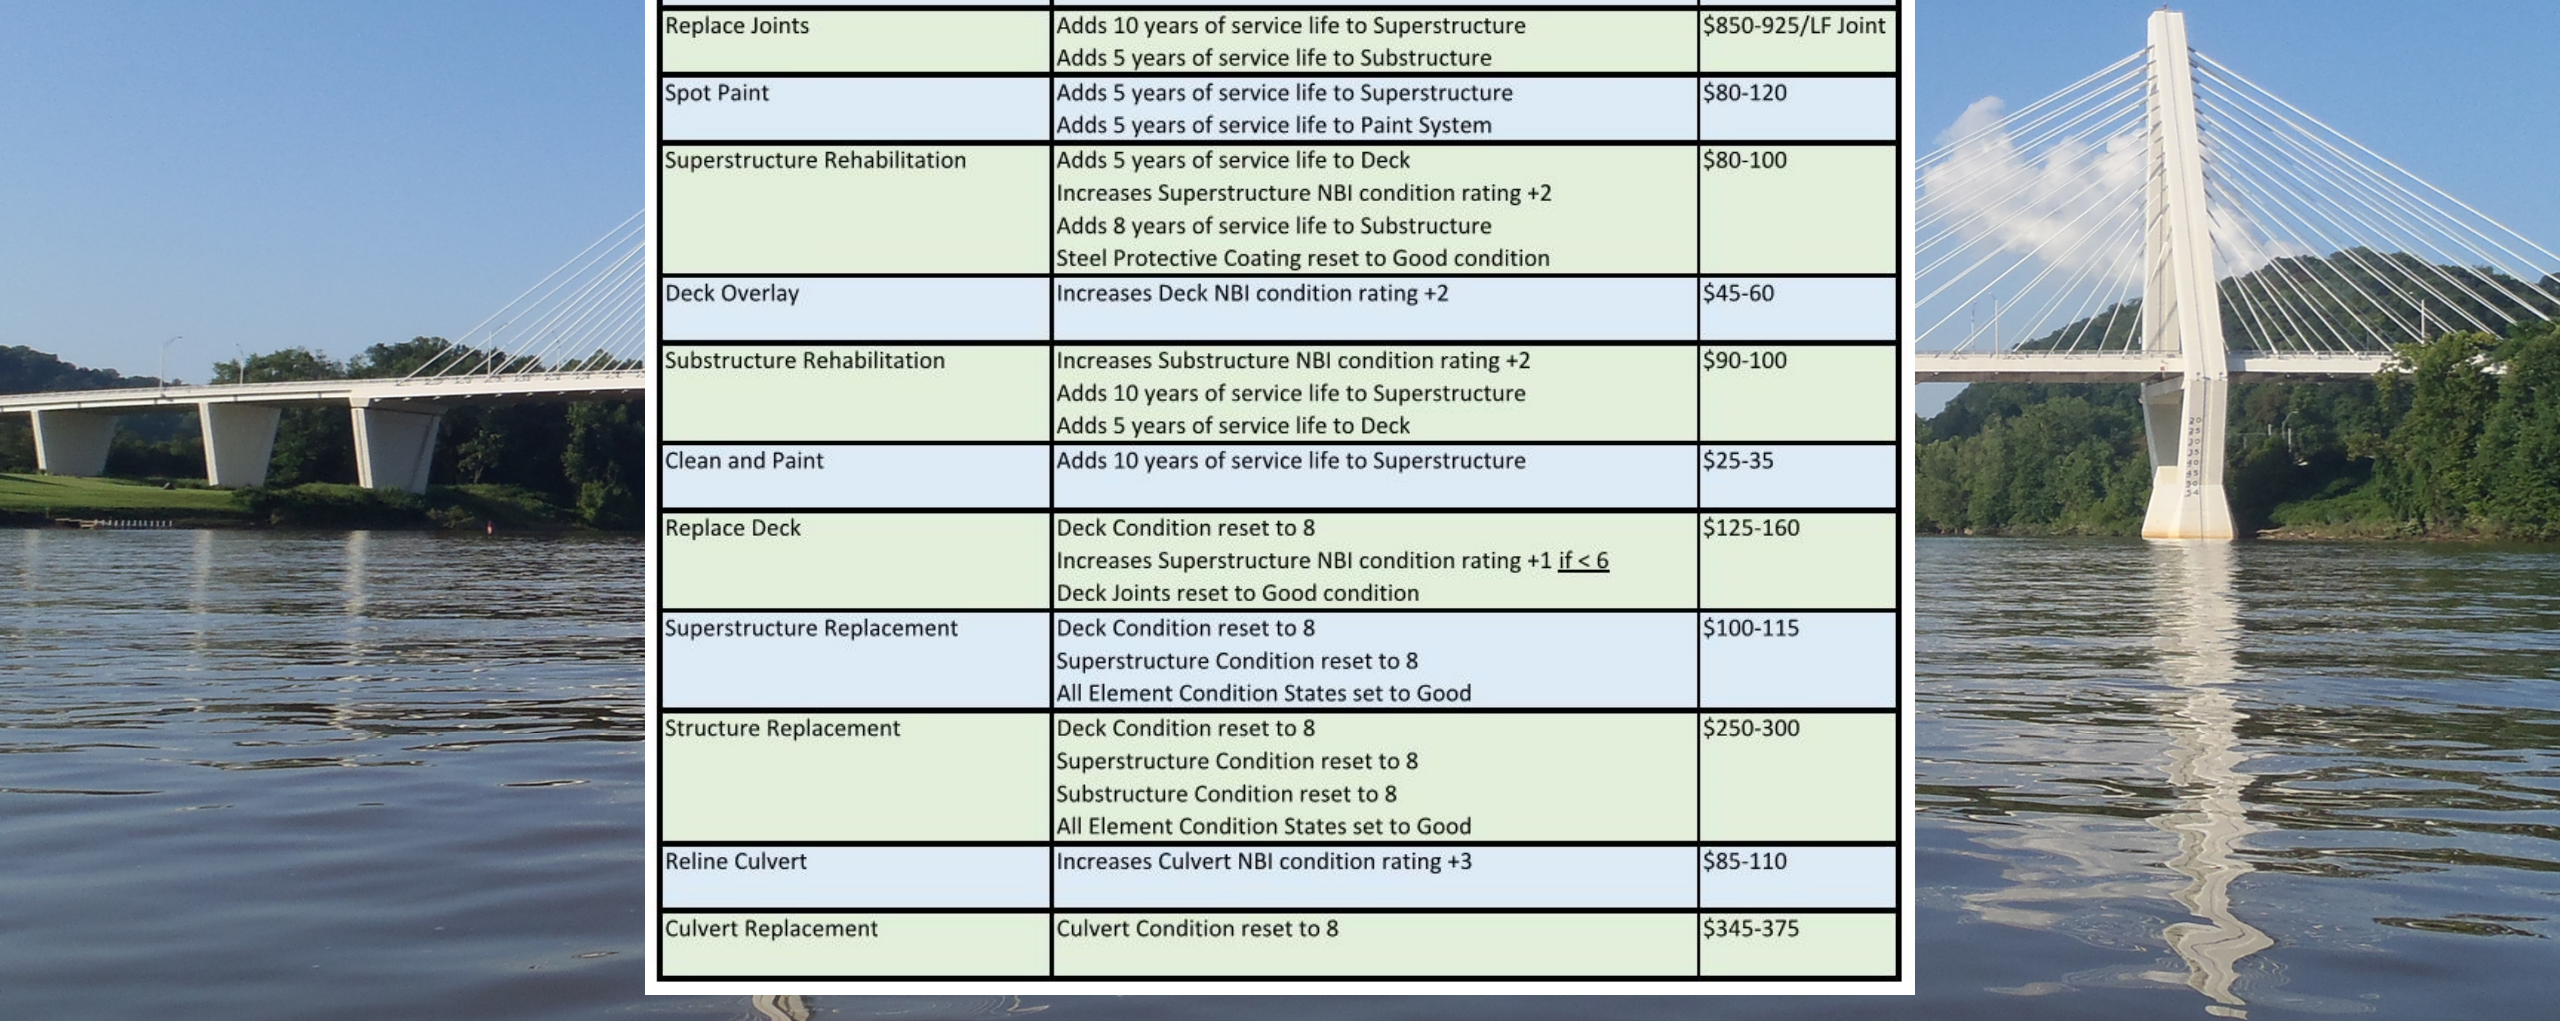 Replace Joints
Adds 10 years of service life to Superstructure
Adds 5 years of service life to Substructure
$850-925/LF Joint
Spot Paint
Adds 5 years of service life to Superstructure
Adds 5 years of service life to Paint System
$80-120
Superstructure Rehabilitation
Adds 5 years of service life to Deck
Increases Superstructure NBI condition rating +2
Adds 8 years of service life to Substructure
Steel Protective Coating reset to Good condition
$80-100
Deck Overlay
Increases Deck NBI condition rating +2
$45-60
Substructure Rehabilitation
Increases Substructure NBI condition rating +2
Adds 10 years of service life to Superstructure
Adds 5 years of service life to Deck
$90-100
Clean and Paint
Adds 10 years of service life to Superstructure
$25-35
Replace Deck
Deck Condition reset to 8
Increases Superstructure NBI condition rating +1 if < 6
Deck Joints reset to Good condition
$125-160
Superstructure Replacement
Deck Condition reset to 8
Superstructure Condition reset to 8
All Element Condition States set to Good
$100-115
Structure Replacement
Deck Condition reset to 8
Superstructure Condition reset to 8
Substructure Condition reset to 8
All Element Condition States set to Good
$250-300
Reline Culvert
Increases Culvert NBI condition rating +3
$85-110
Culvert Replacement
Culvert Condition reset to 8
$345-375